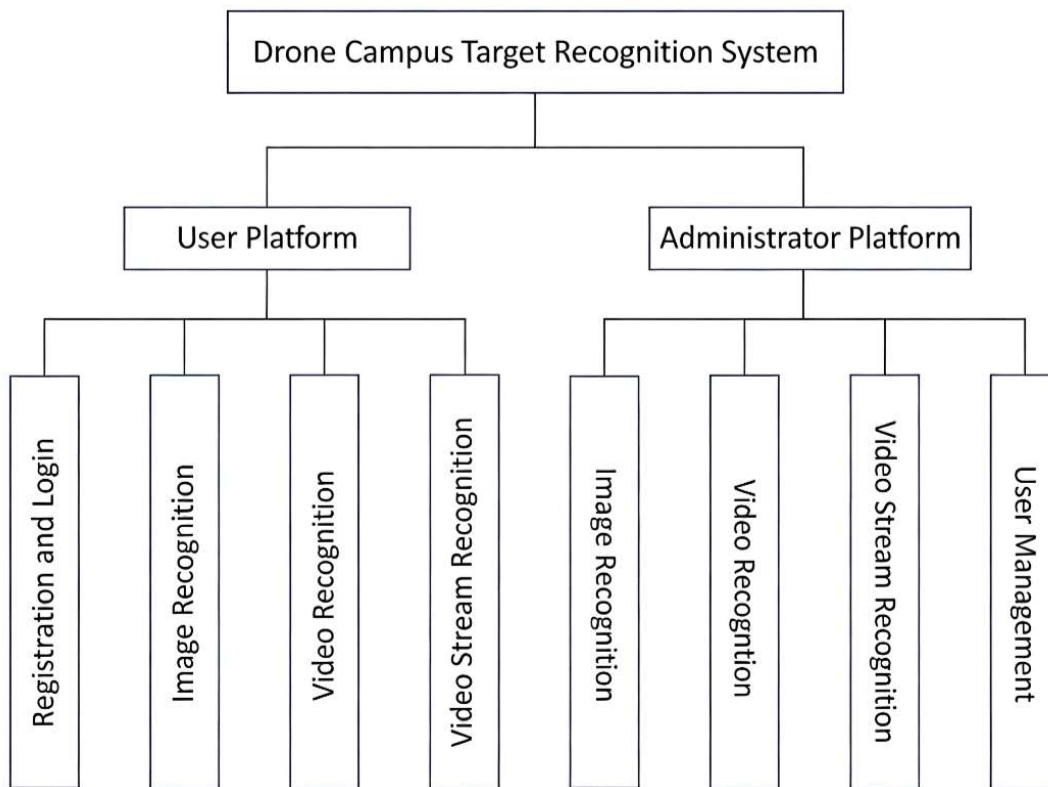 Drone Campus Target Recognition System
User Platform
Administrator Platform
Registration and Login
Image Recognition
Video Recognition
Video Stream Recognition
Image Recognition
Video Recogntion
Video Stream Recognition
User Management